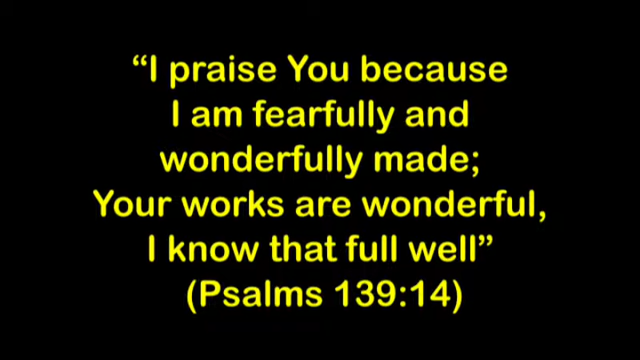 “I praise You because
I am fearfully and
wonderfully made;
Your works are wonderful,
I know that full well”
(Psalms 139:14)